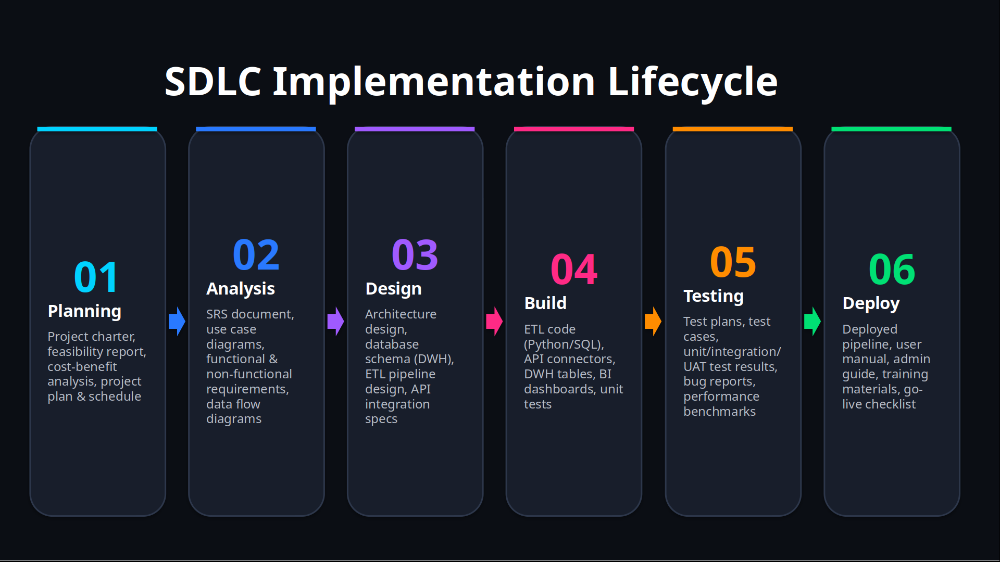 SDLC Implementation Lifecycle
01
Planning
Project charter,
feasibility report,
cost-benefit
analysis, project
plan & schedule
02
Analysis
SRS document,
use case
diagrams,
functional &
non-functional
requirements,
data flow
diagrams
03
Design
Architecture
design,
database
schema (DWH),
ETL pipeline
design, API
integration
specs
04
Build
ETL code
(Python/SQL),
API connectors,
DWH tables, BI
dashboards, unit
tests
05
Testing
Test plans, test
cases,
unit/integration/
UAT test results,
bug reports,
performance
benchmarks
06
Deploy
Deployed
pipeline, user
manual, admin
guide, training
materials, go-
live checklist